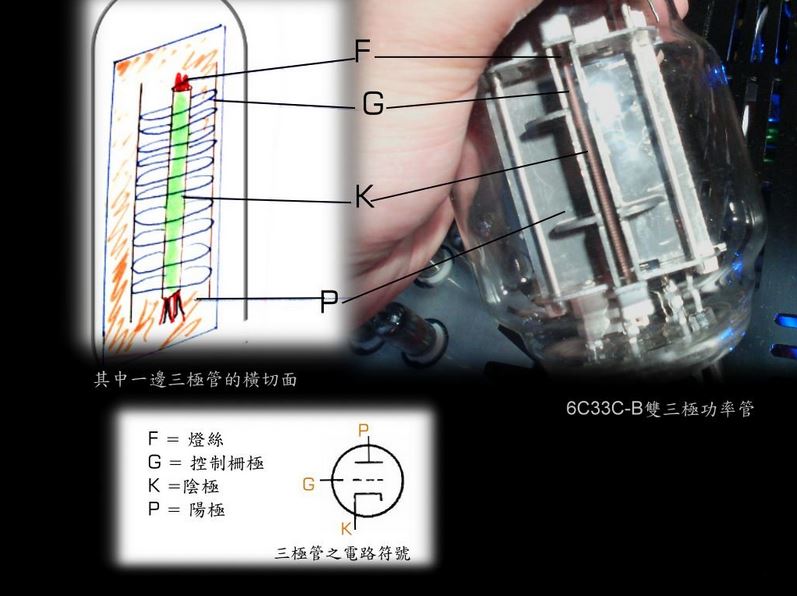 F
G
K
P
其中一邊三極管的橫切面
6C33C-B雙三極功率管
F = 燈絲
G = 控制柵極
K =陰極
P = 陽極
P
G
K
三極管之電路符號